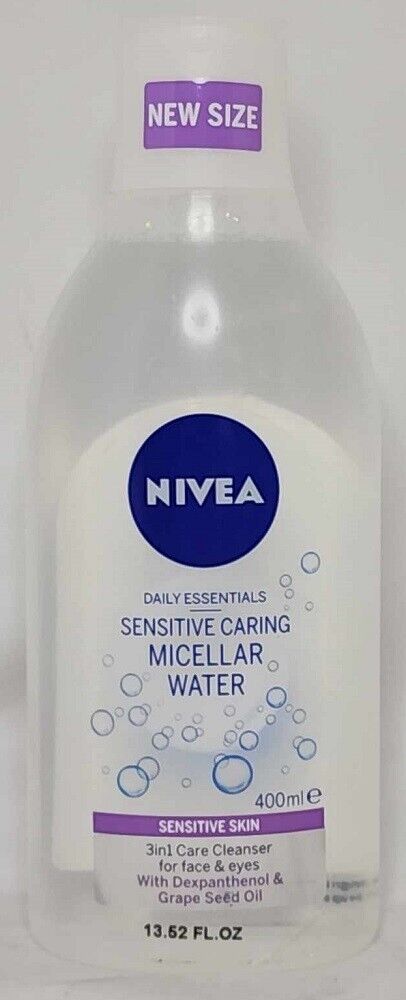 NEW SIZE
NIVEA
DAILY ESSENTIALS
SENSITIVE CARING
MICELLAR
WATER
400ml e
SENSITIVE SKIN
3in1 Care Cleanser
for face & eyes
With Dexpanthenol &
Grape Seed Oil
13.52 FL.OZ